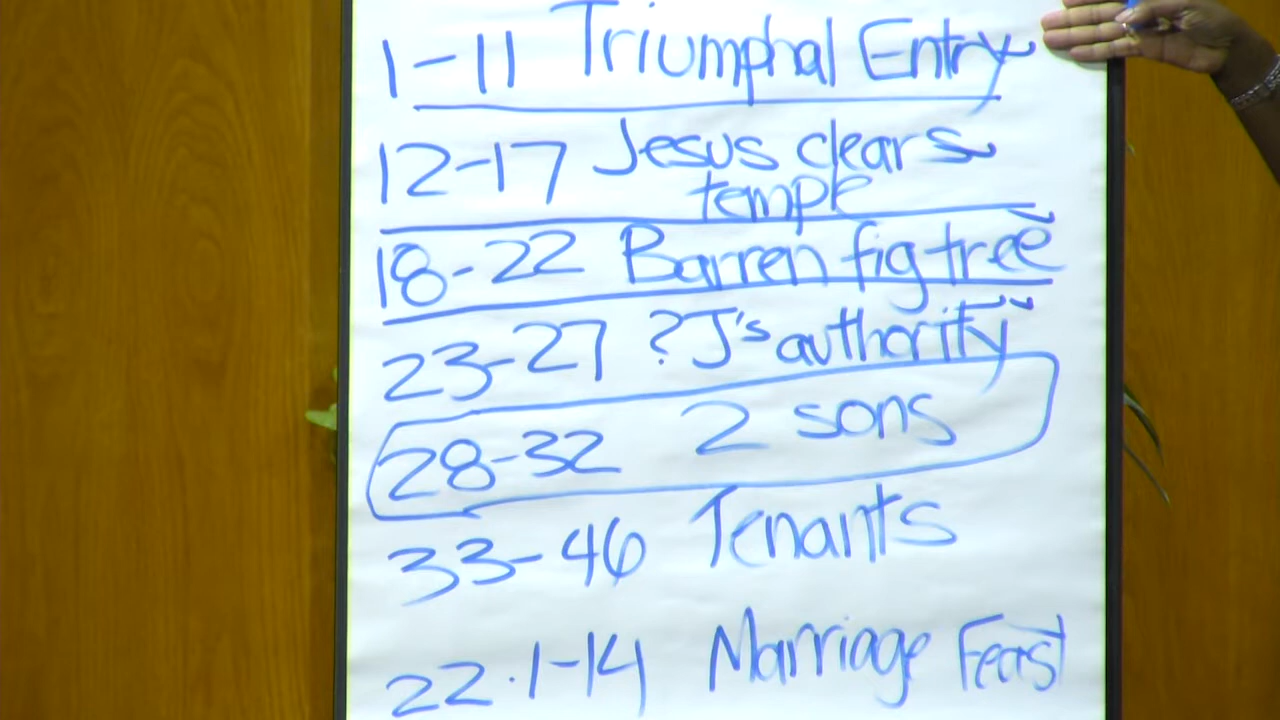 1-11 Triumphal Entry
12-17 Jesus clears
temple
18-22 Barren fig tree
23-27 ?J's authority
28-32 2 sons
33-46 Tenants
22.1-14 Marriage Feast